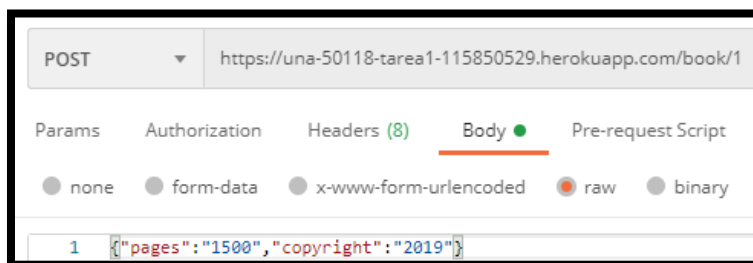 POST https://una-50118-tarea1-115850529.herokuapp.com/book/1
Params Authorization Headers (8) Body Pre-request Script
none form-data x-www-form-urlencoded raw binary
1 {"pages":"1500","copyright":"2019"}